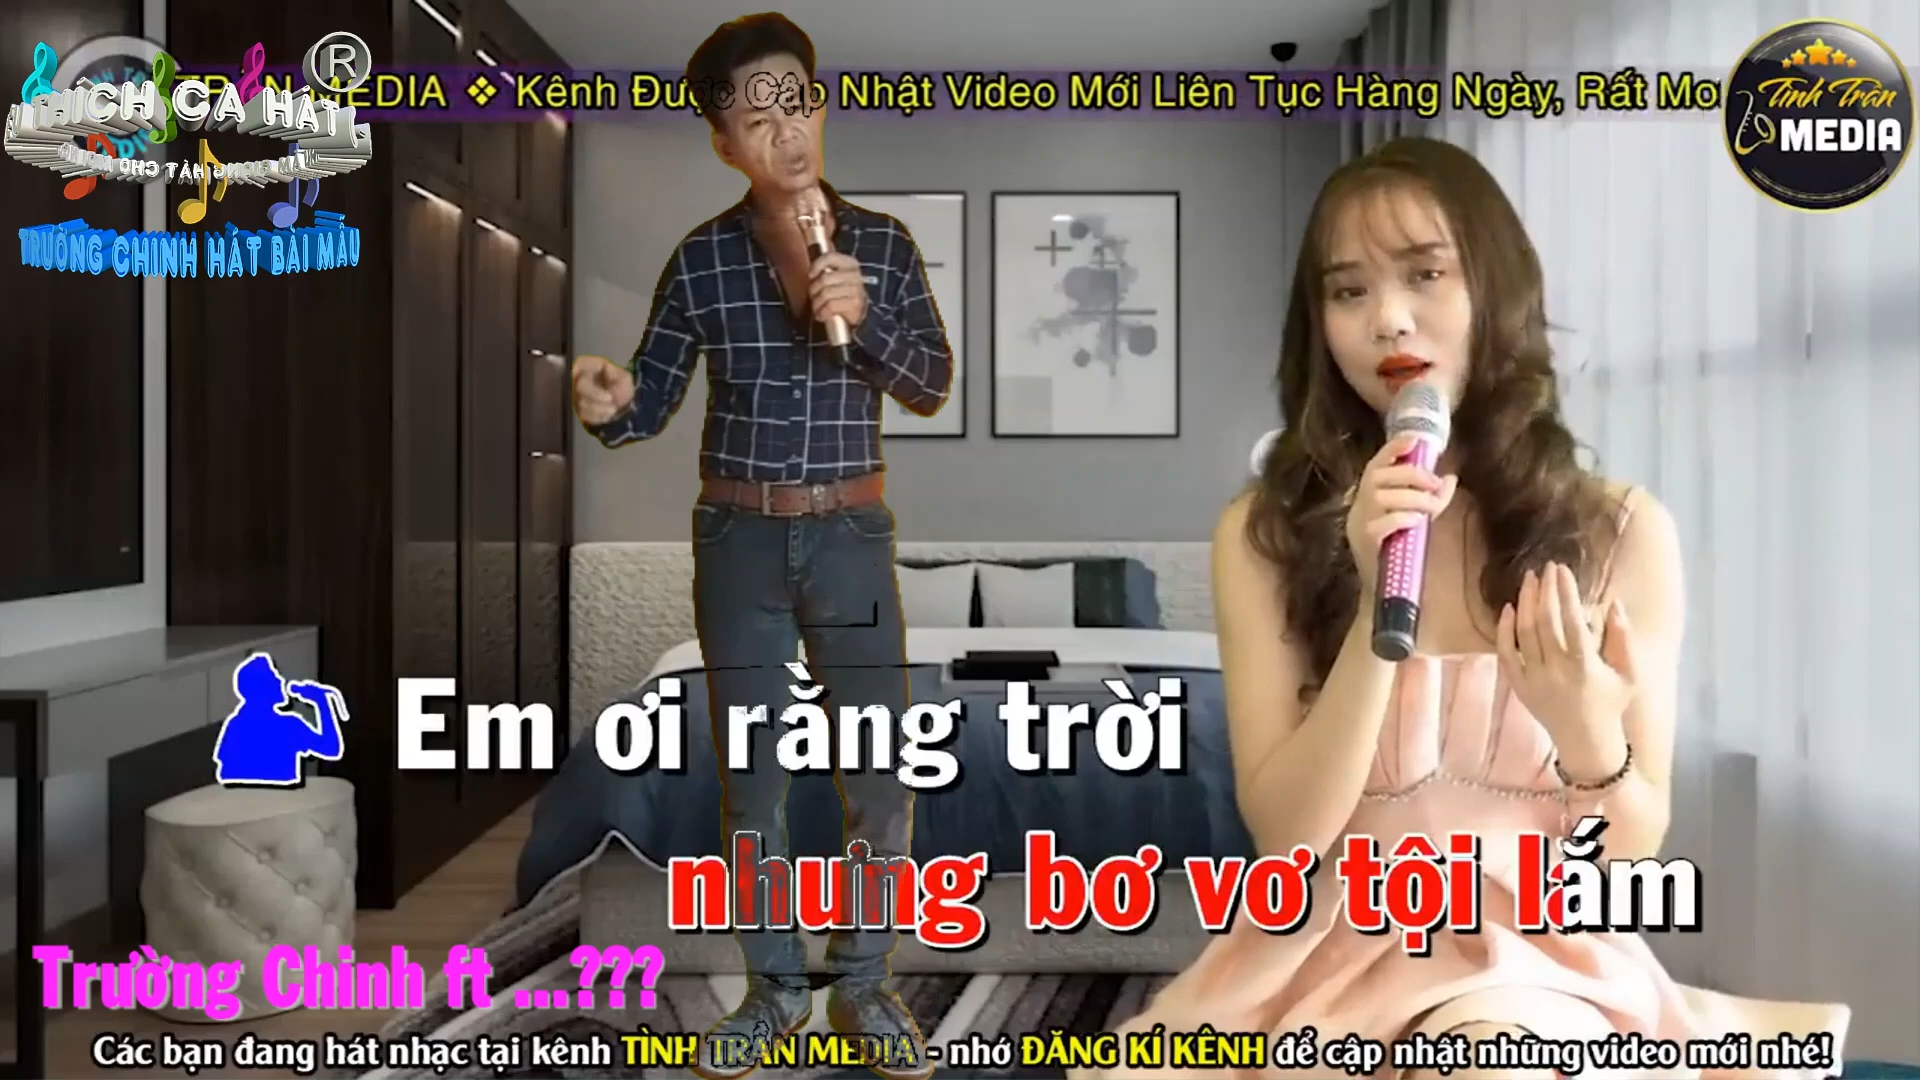 TRẦN MEDIA ❖ Kênh Được Cập Nhật Video Mới Liên Tục Hàng Ngày, Rất Mo
Tình Trần
MEDIA
®
THÍCH CA HÁT
TRƯỜNG CHINH HÁT BÀI MẪU
Em ơi rằng trời
nhưng bơ vơ tội lắm
Trường Chinh ft ...???
Các bạn đang hát nhạc tại kênh TÌNH TRẦN MEDIA - nhớ ĐĂNG KÍ KÊNH để cập nhật những video mới nhé!